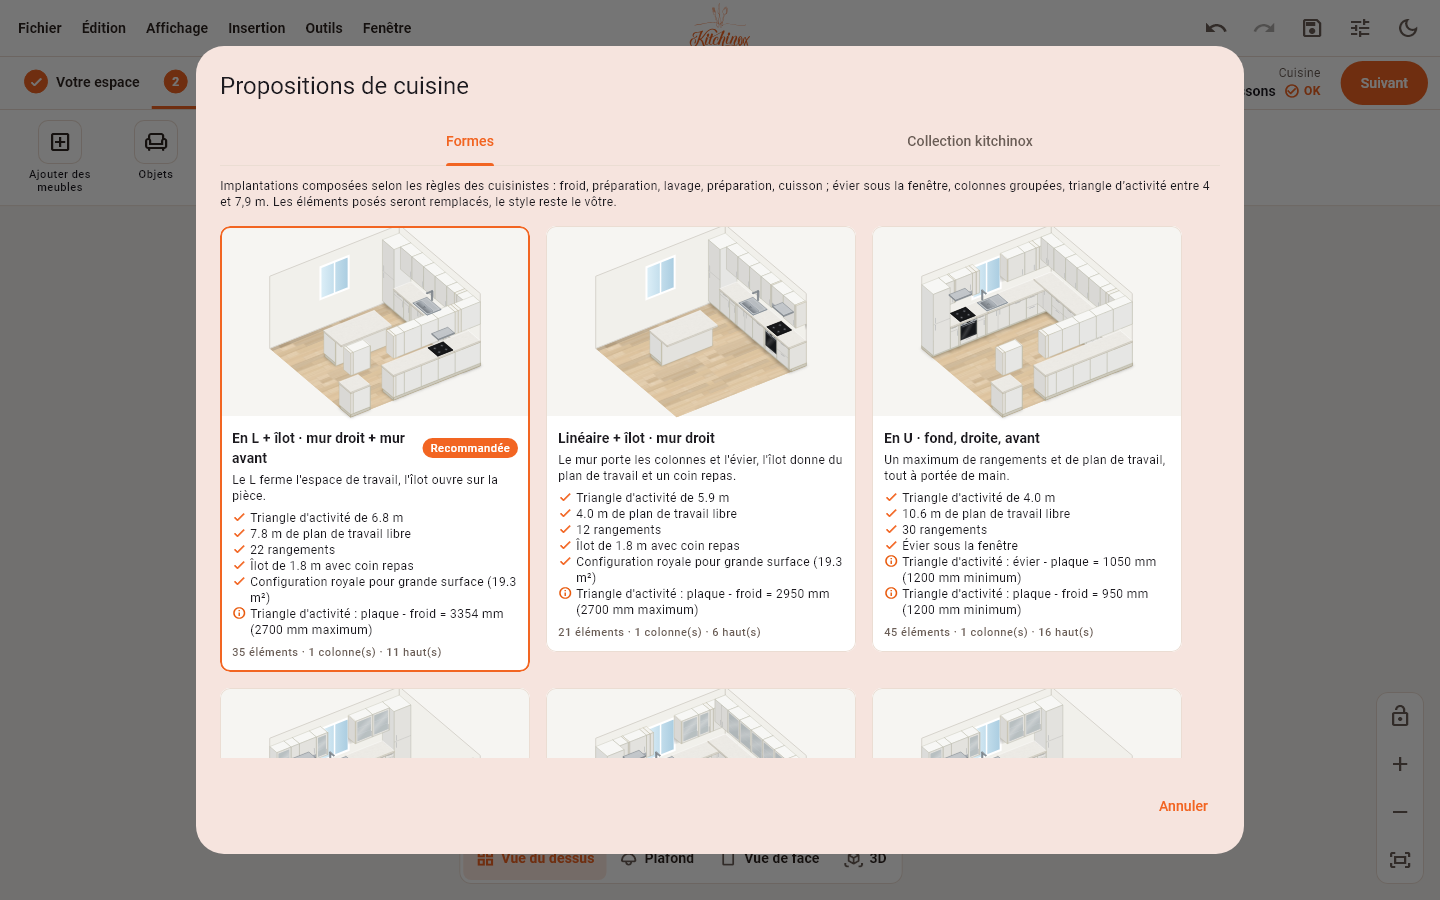 Fichier Édition Affichage Insertion Outils Fenêtre
Kitchinox
Votre espace
2
Cuisine
ssons OK
Suivant
Ajouter des
meubles
Objets
Propositions de cuisine
Formes
Collection kitchinox
Implantations composées selon les règles des cuisinistes : froid, préparation, lavage, préparation, cuisson ; évier sous la fenêtre, colonnes groupées, triangle d'activité entre 4
et 7,9 m. Les éléments posés seront remplacés, le style reste le vôtre.
En L + îlot · mur droit + mur
avant
Recommandée
Le L ferme l'espace de travail, l'îlot ouvre sur la
pièce.
Triangle d'activité de 6.8 m
7.8 m de plan de travail libre
22 rangements
Îlot de 1.8 m avec coin repas
Configuration royale pour grande surface (19.3
m²)
Triangle d'activité : plaque - froid = 3354 mm
(2700 mm maximum)
35 éléments · 1 colonne(s) · 11 haut(s)
Linéaire + îlot · mur droit
Le mur porte les colonnes et l'évier, l'îlot donne du
plan de travail et un coin repas.
Triangle d'activité de 5.9 m
4.0 m de plan de travail libre
12 rangements
Îlot de 1.8 m avec coin repas
Configuration royale pour grande surface (19.3
m²)
Triangle d'activité : plaque - froid = 2950 mm
(2700 mm maximum)
21 éléments · 1 colonne(s) · 6 haut(s)
En U · fond, droite, avant
Un maximum de rangements et de plan de travail,
tout à portée de main.
Triangle d'activité de 4.0 m
10.6 m de plan de travail libre
30 rangements
Évier sous la fenêtre
Triangle d'activité : évier - plaque = 1050 mm
(1200 mm minimum)
Triangle d'activité : plaque - froid = 950 mm
(1200 mm minimum)
45 éléments · 1 colonne(s) · 16 haut(s)
Annuler
Vue du dessus Plafond Vue de face 3D